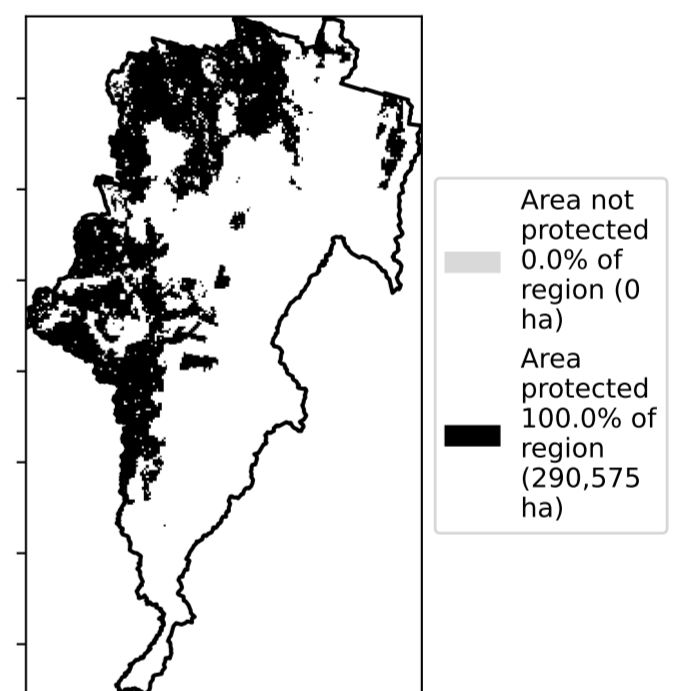 Area not
protected
0.0% of
region (0
ha)
Area
protected
100.0% of
region
(290,575
ha)